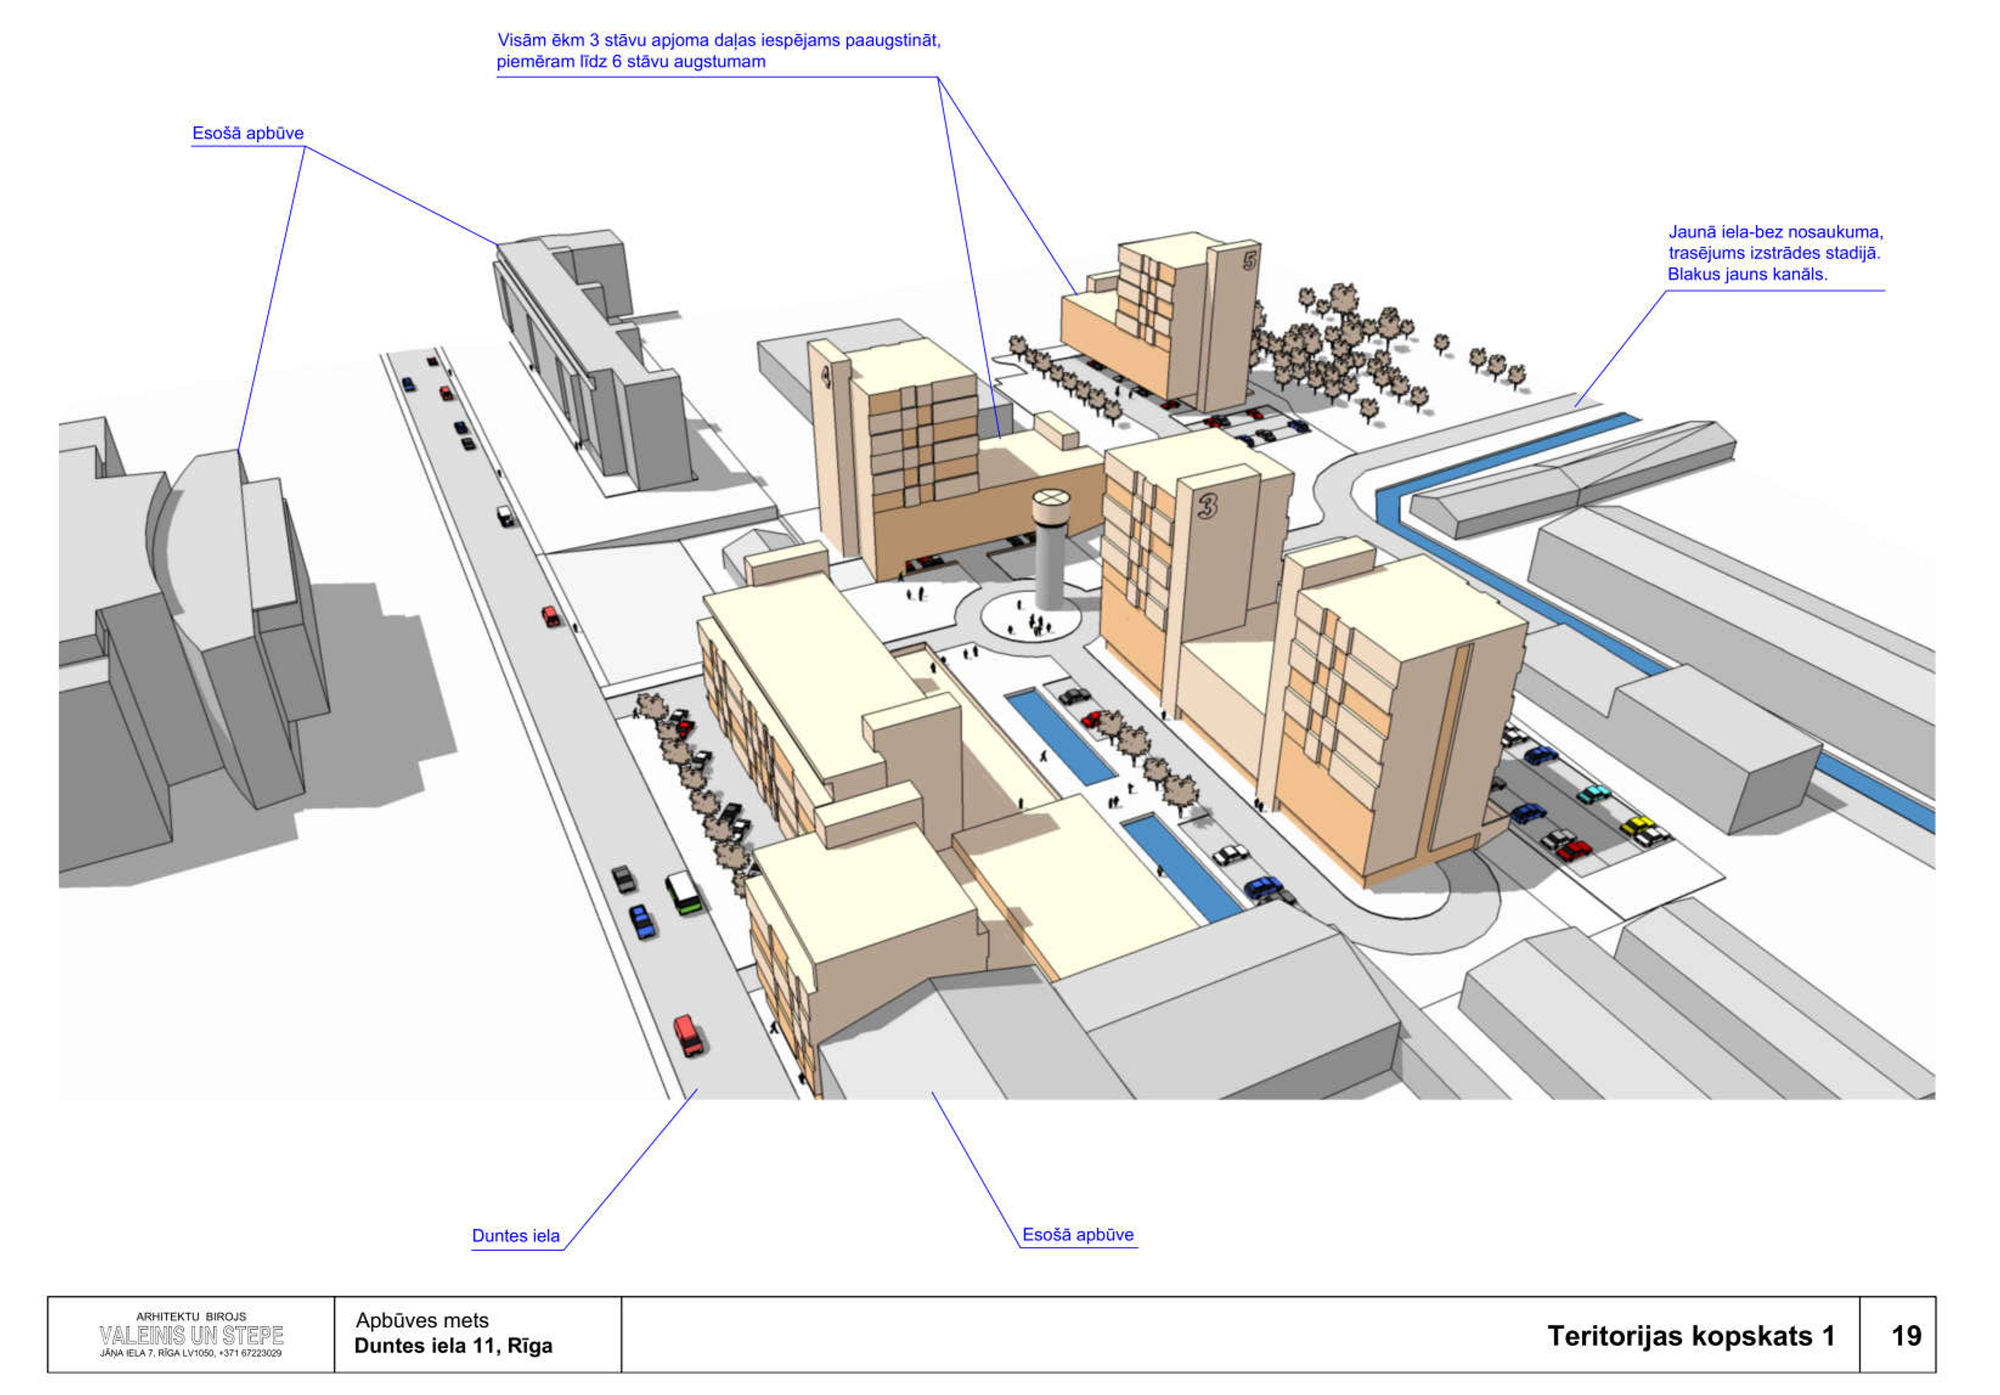 Visām ēkm 3 stāvu apjoma daļas iespējams paaugstināt,
piemēram līdz 6 stāvu augstumam
Esošā apbūve
Jaunā iela-bez nosaukuma,
trasējums izstrādes stadijā.
Blakus jauns kanāls.
5
4
3
Duntes iela
Esošā apbūve
ARHITEKTU BIROJS
VALEINIS UN STEPE
JĀŅA IELA 7, RĪGA LV1050, +371 67223029
Apbūves mets
Duntes iela 11, Rīga
Teritorijas kopskats 1
19